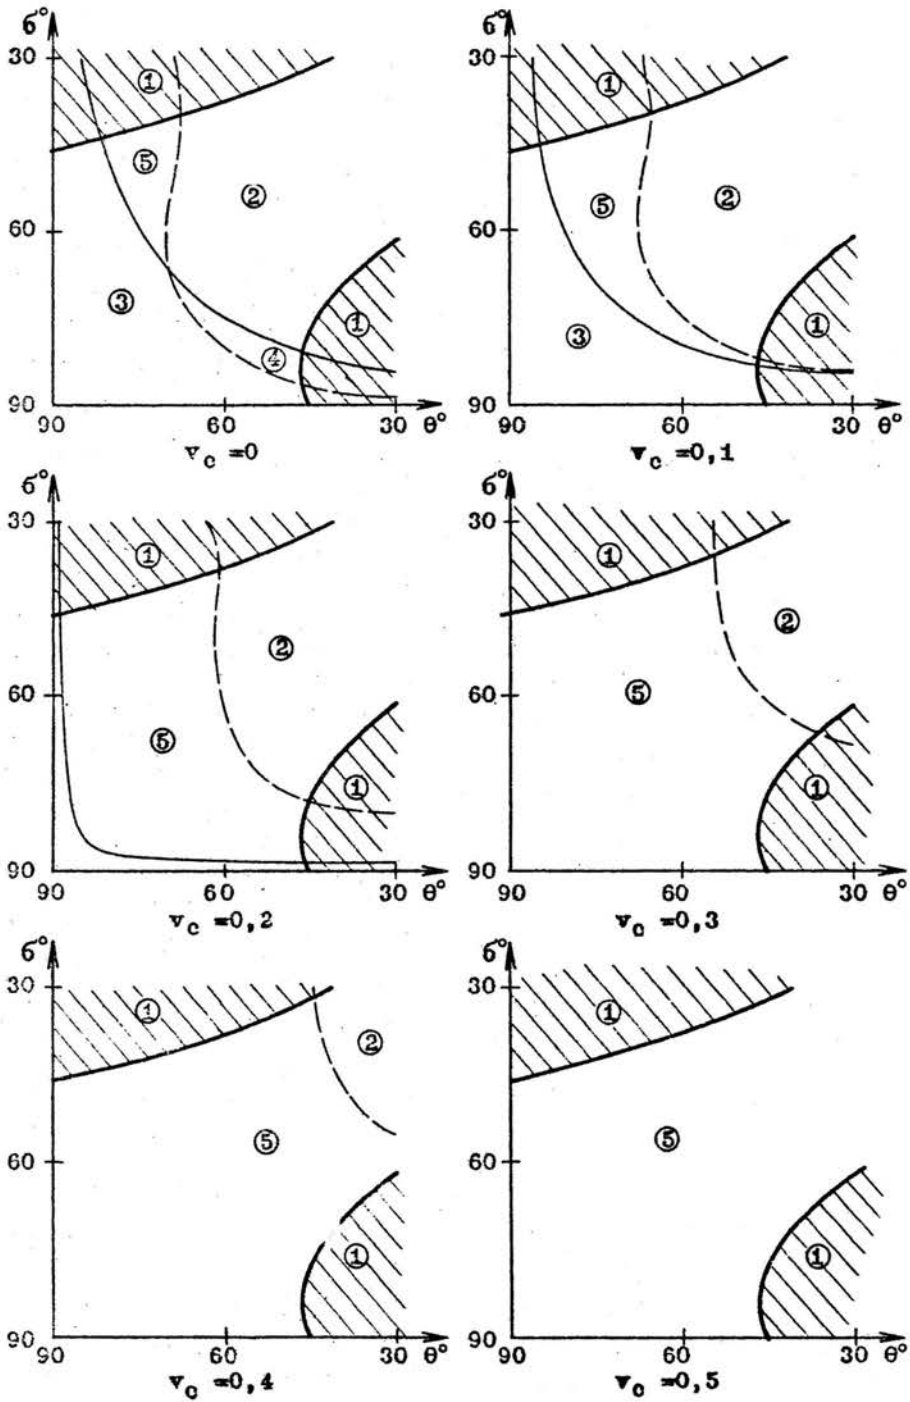 б° б°
30 ① 30 ①
⑤ ② ⑤ ②
60 60
③ ① ③ ①
④
90 90
90 60 30 θ° 90 60 30 θ°
v_c =0 v_c =0,1
б° б°
30 ① 30 ①
② ②
60 60
⑤ ① ⑤ ①
90 90
90 60 30 θ° 90 60 30 θ°
v_c =0,2 v_c =0,3
б° б°
30 ① 30 ①
②
⑤ ⑤
60 60
① ①
90 90
90 60 30 θ° 90 60 30 θ°
v_c =0,4 v_c =0,5